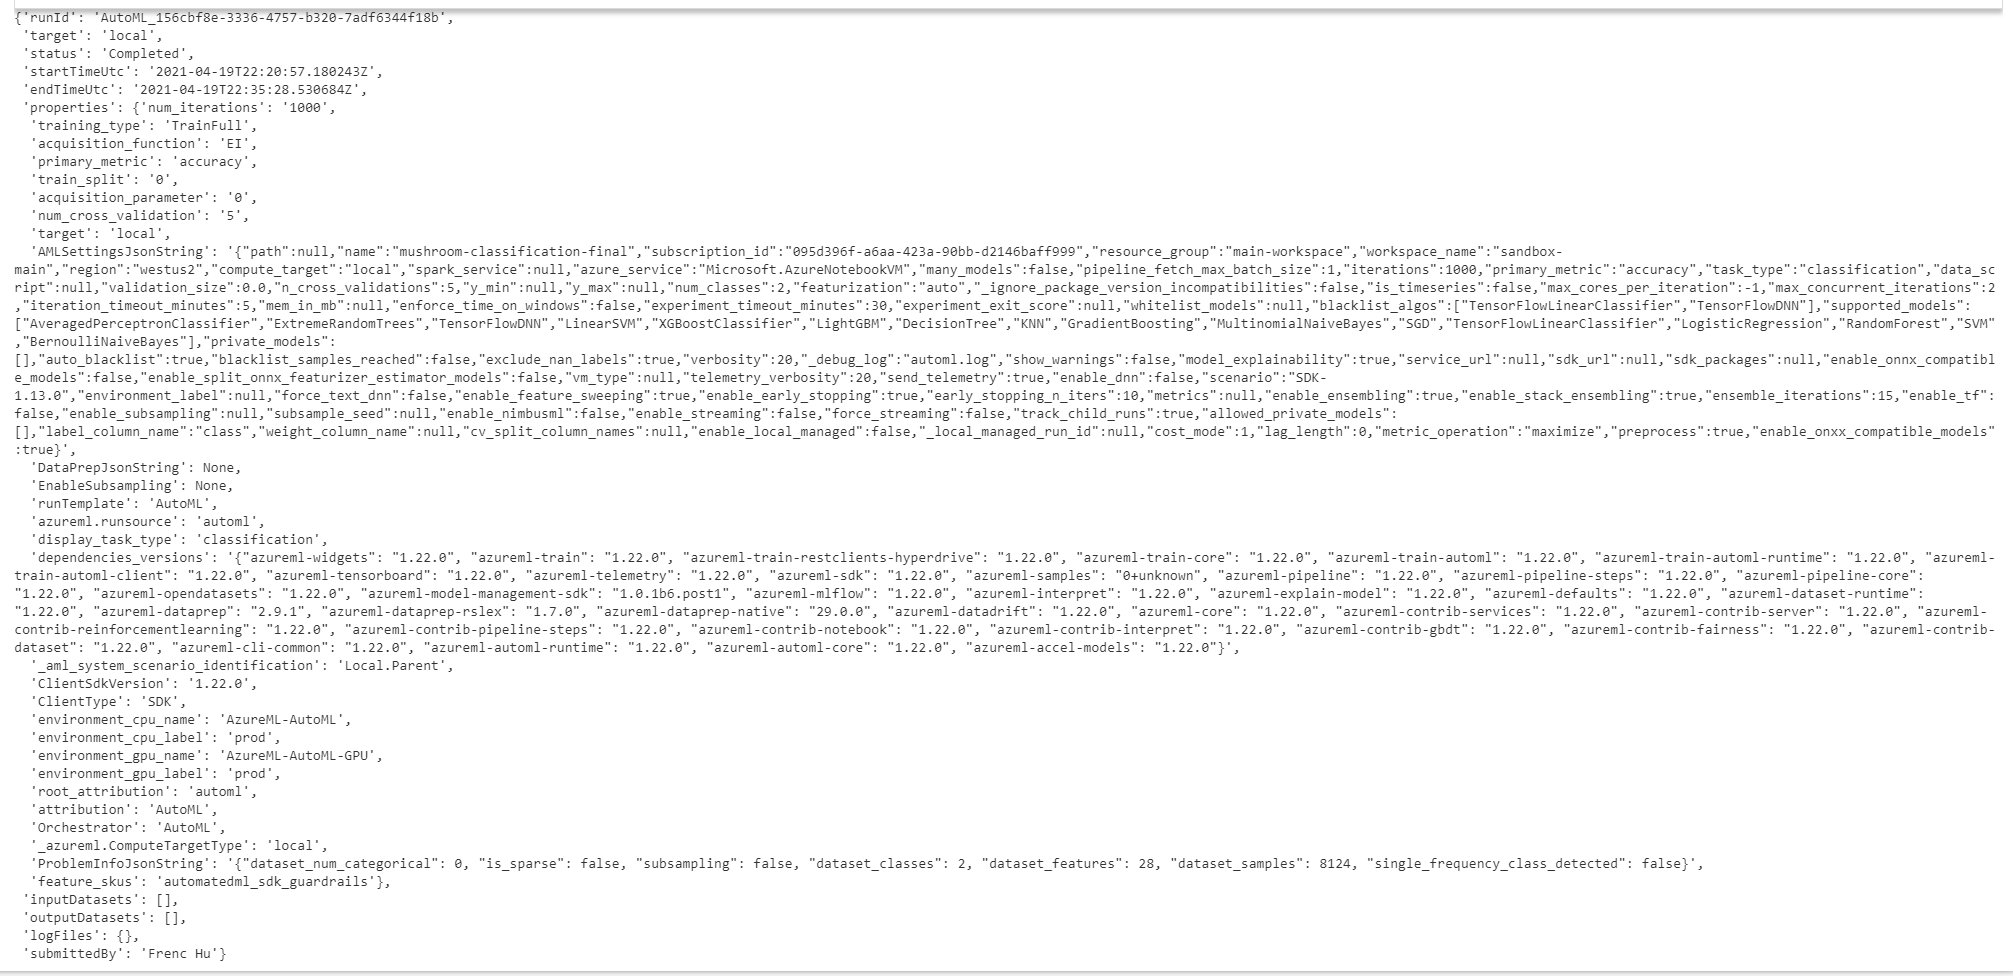 {'runId': 'AutoML_156cbf8e-3336-4757-b320-7adf6344f18b',
'target': 'local',
'status': 'Completed',
'startTimeUtc': '2021-04-19T22:20:57.180243Z',
'endTimeUtc': '2021-04-19T22:35:28.530684Z',
'properties': {'num_iterations': '1000',
'training_type': 'TrainFull',
'acquisition_function': 'EI',
'primary_metric': 'accuracy',
'train_split': '0',
'acquisition_parameter': '0',
'num_cross_validation': '5',
'target': 'local',
'AMLSettingsJsonString': '{"path":null,"name":"mushroom-classification-final","subscription_id":"095d396f-a6aa-423a-90bb-d2146baff999","resource_group":"main-workspace","workspace_name":"sandbox-
main","region":"westus2","compute_target":"local","spark_service":null,"azure_service":"Microsoft.AzureNotebookVM","many_models":false,"pipeline_fetch_max_batch_size":1,"iterations":1000,"primary_metric":"accuracy","task_type":"classification","data_sc
ript":null,"validation_size":0.0,"n_cross_validations":5,"y_min":null,"y_max":null,"num_classes":2,"featurization":"auto","_ignore_package_version_incompatibilities":false,"is_timeseries":false,"max_cores_per_iteration":-1,"max_concurrent_iterations":2
,"iteration_timeout_minutes":5,"mem_in_mb":null,"enforce_time_on_windows":false,"experiment_timeout_minutes":30,"experiment_exit_score":null,"whitelist_models":null,"blacklist_algos":["TensorFlowLinearClassifier","TensorFlowDNN"],"supported_models":
["AveragedPerceptronClassifier","ExtremeRandomTrees","TensorFlowDNN","LinearSVM","XGBoostClassifier","LightGBM","DecisionTree","KNN","GradientBoosting","MultinomialNaiveBayes","SGD","TensorFlowLinearClassifier","LogisticRegression","RandomForest","SVM"
,"BernoulliNaiveBayes"],"private_models":
[],"auto_blacklist":true,"blacklist_samples_reached":false,"exclude_nan_labels":true,"verbosity":20,"_debug_log":"automl.log","show_warnings":false,"model_explainability":true,"service_url":null,"sdk_url":null,"sdk_packages":null,"enable_onnx_compatibl
e_models":false,"enable_split_onnx_featurizer_estimator_models":false,"vm_type":null,"telemetry_verbosity":20,"send_telemetry":true,"enable_dnn":false,"scenario":"SDK-
1.13.0","environment_label":null,"force_text_dnn":false,"enable_feature_sweeping":true,"enable_early_stopping":true,"early_stopping_n_iters":10,"metrics":null,"enable_ensembling":true,"enable_stack_ensembling":true,"ensemble_iterations":15,"enable_tf":
false,"enable_subsampling":null,"subsample_seed":null,"enable_nimbusml":false,"enable_streaming":false,"force_streaming":false,"track_child_runs":true,"allowed_private_models":
[],"label_column_name":"class","weight_column_name":null,"cv_split_column_names":null,"enable_local_managed":false,"_local_managed_run_id":null,"cost_mode":1,"lag_length":0,"metric_operation":"maximize","preprocess":true,"enable_onxx_compatible_models"
:true}',
'DataPrepJsonString': None,
'EnableSubsampling': None,
'runTemplate': 'AutoML',
'azureml.runsource': 'automl',
'display_task_type': 'classification',
'dependencies_versions': '{"azureml-widgets": "1.22.0", "azureml-train": "1.22.0", "azureml-train-restclients-hyperdrive": "1.22.0", "azureml-train-core": "1.22.0", "azureml-train-automl": "1.22.0", "azureml-train-automl-runtime": "1.22.0", "azureml-
train-automl-client": "1.22.0", "azureml-tensorboard": "1.22.0", "azureml-telemetry": "1.22.0", "azureml-sdk": "1.22.0", "azureml-samples": "0+unknown", "azureml-pipeline": "1.22.0", "azureml-pipeline-steps": "1.22.0", "azureml-pipeline-core":
"1.22.0", "azureml-opendatasets": "1.22.0", "azureml-model-management-sdk": "1.0.1b6.post1", "azureml-mlflow": "1.22.0", "azureml-interpret": "1.22.0", "azureml-explain-model": "1.22.0", "azureml-defaults": "1.22.0", "azureml-dataset-runtime":
"1.22.0", "azureml-dataprep": "2.9.1", "azureml-dataprep-rslex": "1.7.0", "azureml-dataprep-native": "29.0.0", "azureml-datadrift": "1.22.0", "azureml-core": "1.22.0", "azureml-contrib-services": "1.22.0", "azureml-contrib-server": "1.22.0", "azureml-
contrib-reinforcementlearning": "1.22.0", "azureml-contrib-pipeline-steps": "1.22.0", "azureml-contrib-notebook": "1.22.0", "azureml-contrib-interpret": "1.22.0", "azureml-contrib-gbdt": "1.22.0", "azureml-contrib-fairness": "1.22.0", "azureml-contrib-
dataset": "1.22.0", "azureml-cli-common": "1.22.0", "azureml-automl-runtime": "1.22.0", "azureml-automl-core": "1.22.0", "azureml-accel-models": "1.22.0"}',
'_aml_system_scenario_identification': 'Local.Parent',
'ClientSdkVersion': '1.22.0',
'ClientType': 'SDK',
'environment_cpu_name': 'AzureML-AutoML',
'environment_cpu_label': 'prod',
'environment_gpu_name': 'AzureML-AutoML-GPU',
'environment_gpu_label': 'prod',
'root_attribution': 'automl',
'attribution': 'AutoML',
'Orchestrator': 'AutoML',
'_azureml.ComputeTargetType': 'local',
'ProblemInfoJsonString': '{"dataset_num_categorical": 0, "is_sparse": false, "subsampling": false, "dataset_classes": 2, "dataset_features": 28, "dataset_samples": 8124, "single_frequency_class_detected": false}',
'feature_skus': 'automatedml_sdk_guardrails'},
'inputDatasets': [],
'outputDatasets': [],
'logFiles': {},
'submittedBy': 'Frenc Hu'}